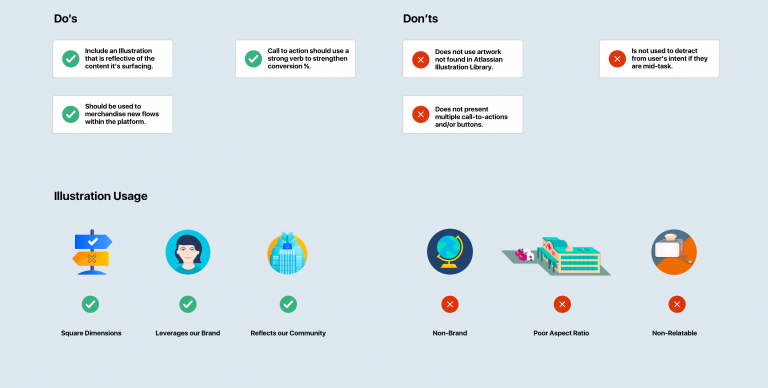 Do's
Don'ts
Include an Illustration
that is reflective of the
content it's surfacing.
Call to action should use a
strong verb to strengthen
conversion %.
Does not use artwork
not found in Atlassian
Illustration Library.
Is not used to detract
from user's intent if they
are mid-task.
Should be used to
merchandise new flows
within the platform.
Does not present
multiple call-to-actions
and/or buttons.
Illustration Usage
Square Dimensions
Leverages our Brand
Reflects our Community
Non-Brand
Poor Aspect Ratio
Non-Relatable